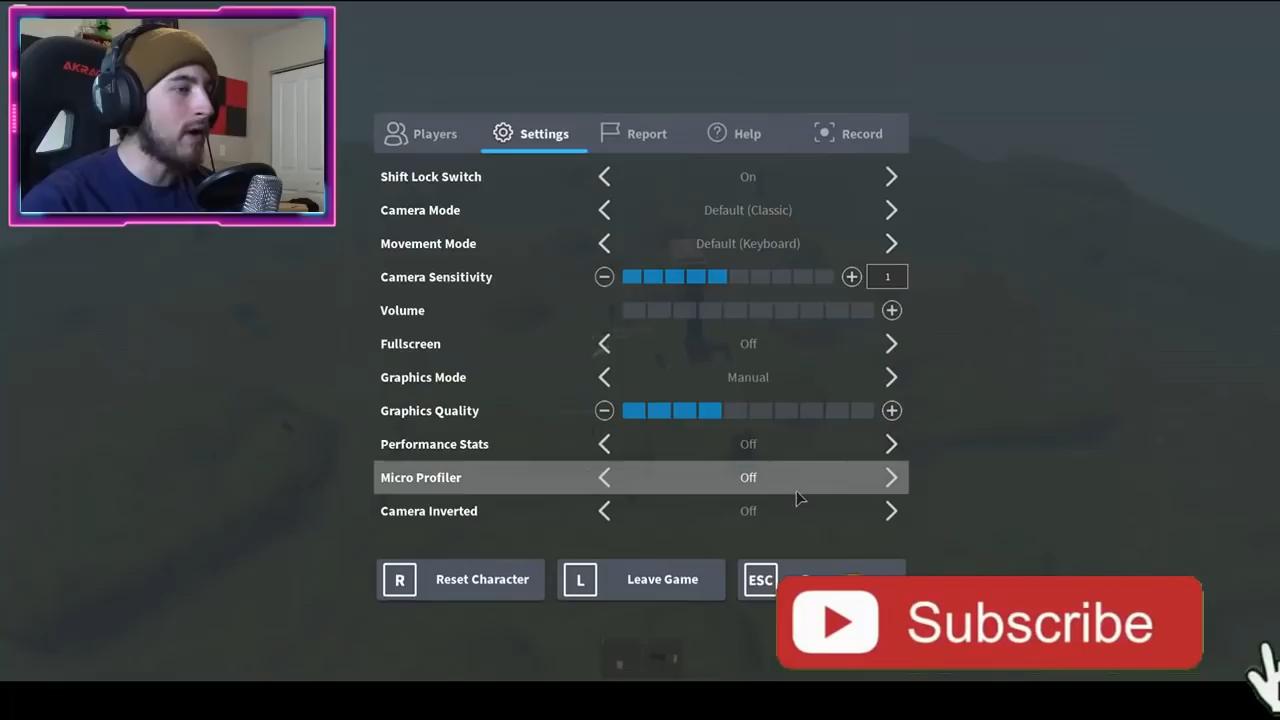 AKRA
Players Settings Report Help Record
Shift Lock Switch On
Camera Mode Default (Classic)
Movement Mode Default (Keyboard)
Camera Sensitivity 1
Volume
Fullscreen Off
Graphics Mode Manual
Graphics Quality
Performance Stats Off
Micro Profiler Off
Camera Inverted Off
R Reset Character L Leave Game ESC
Subscribe